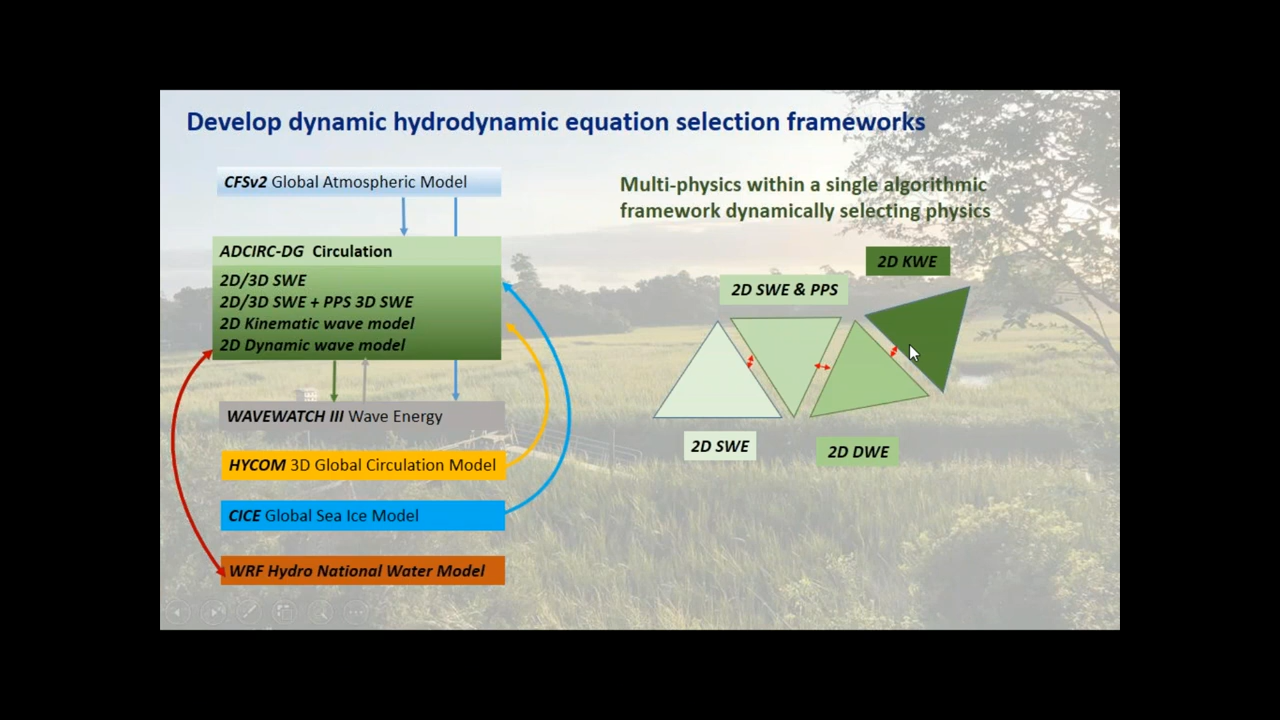 Develop dynamic hydrodynamic equation selection frameworks
CFSv2 Global Atmospheric Model
ADCIRC-DG Circulation
2D/3D SWE
2D/3D SWE + PPS 3D SWE
2D Kinematic wave model
2D Dynamic wave model
WAVEWATCH III Wave Energy
HYCOM 3D Global Circulation Model
CICE Global Sea Ice Model
WRF Hydro National Water Model
Multi-physics within a single algorithmic
framework dynamically selecting physics
2D KWE
2D SWE & PPS
2D SWE
2D DWE